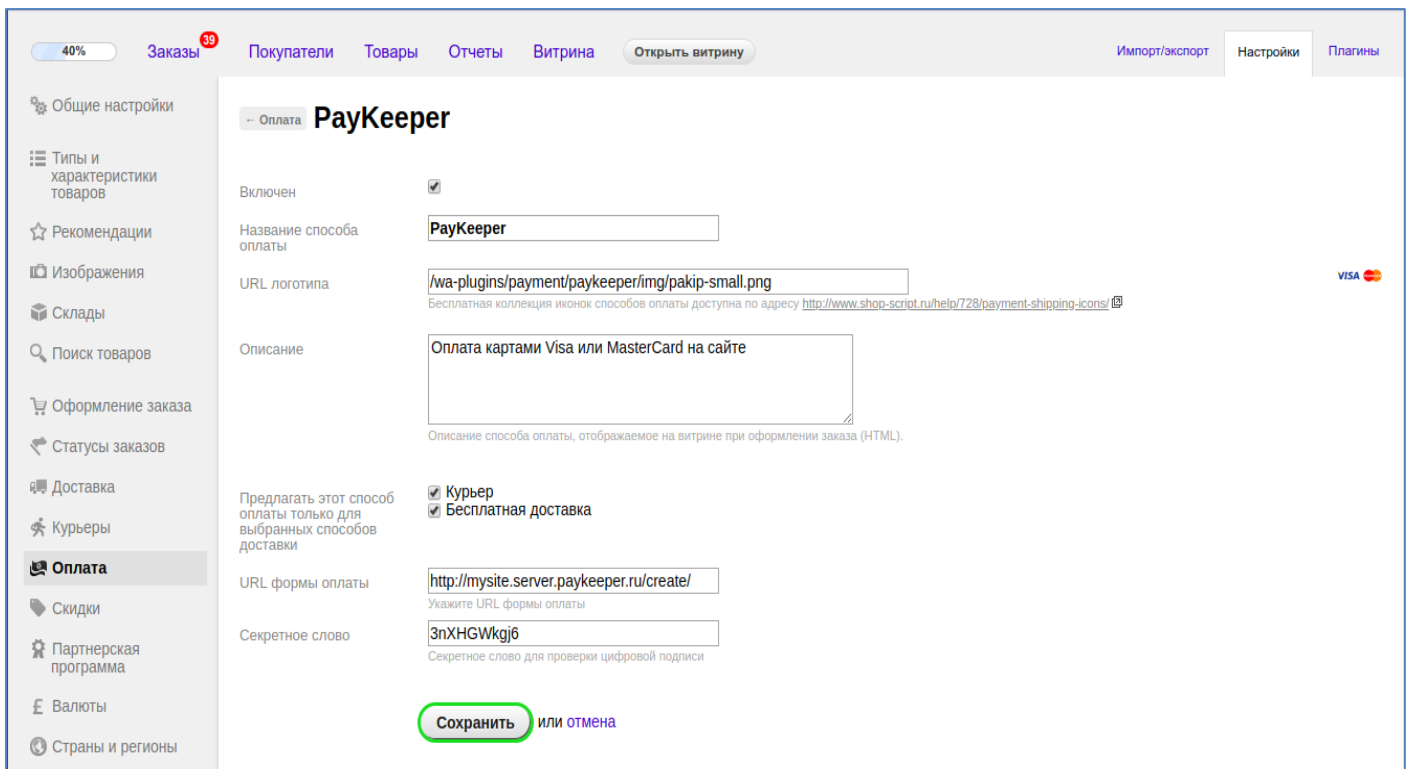 40%
Заказы 39
Покупатели
Товары
Отчеты
Витрина
Открыть витрину
Импорт/экспорт
Настройки
Плагины
Общие настройки
Типы и
характеристики
товаров
Рекомендации
Изображения
Склады
Поиск товаров
Оформление заказа
Статусы заказов
Доставка
Курьеры
Оплата
Скидки
Партнерская
программа
Валюты
Страны и регионы
← Оплата PayKeeper
Включен
Название способа
оплаты
PayKeeper
URL логотипа
/wa-plugins/payment/paykeeper/img/pakip-small.png
VISA
Бесплатная коллекция иконок способов оплаты доступна по адресу http://www.shop-script.ru/help/728/payment-shipping-icons/
Описание
Оплата картами Visa или MasterCard на сайте
Описание способа оплаты, отображаемое на витрине при оформлении заказа (HTML).
Предлагать этот способ
оплаты только для
выбранных способов
доставки
Курьер
Бесплатная доставка
URL формы оплаты
http://mysite.server.paykeeper.ru/create/
Укажите URL формы оплаты
Секретное слово
3nXHGWkgj6
Секретное слово для проверки цифровой подписи
Сохранить или отмена